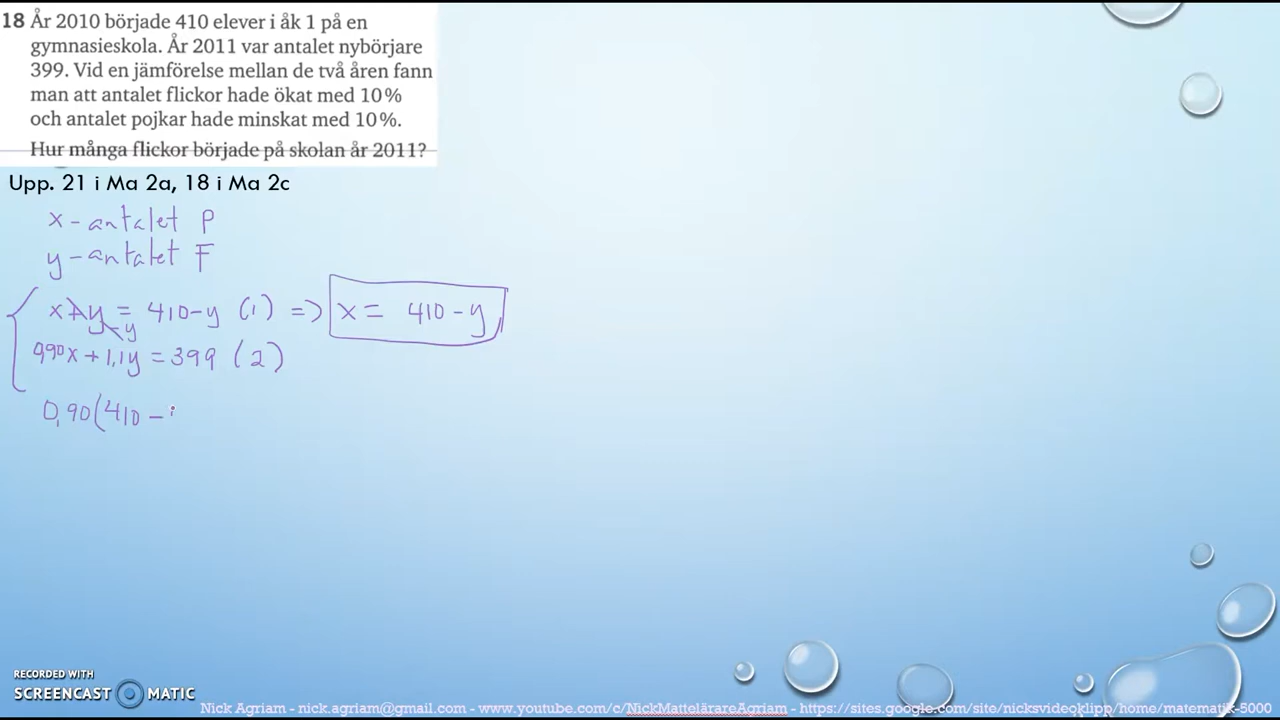 18 År 2010 började 410 elever i åk 1 på en
gymnasieskola. År 2011 var antalet nybörjare
399. Vid en jämförelse mellan de två åren fann
man att antalet flickor hade ökat med 10%
och antalet pojkar hade minskat med 10%.
Hur många flickor började på skolan år 2011?
Upp. 21 i Ma 2a, 18 i Ma 2c
x - antalet P
y - antalet F
x + y = 410 - y (1) => x = 410 - y
- y
0,90x + 1,1y = 399 (2)
0,90(410 -
RECORDED WITH
SCREENCAST MATIC
Nick Agriam - nick.agriam@gmail.com - www.youtube.com/c/NickMattelärareAgriam - https://sites.google.com/site/nicksvideoklipp/home/matematik-5000